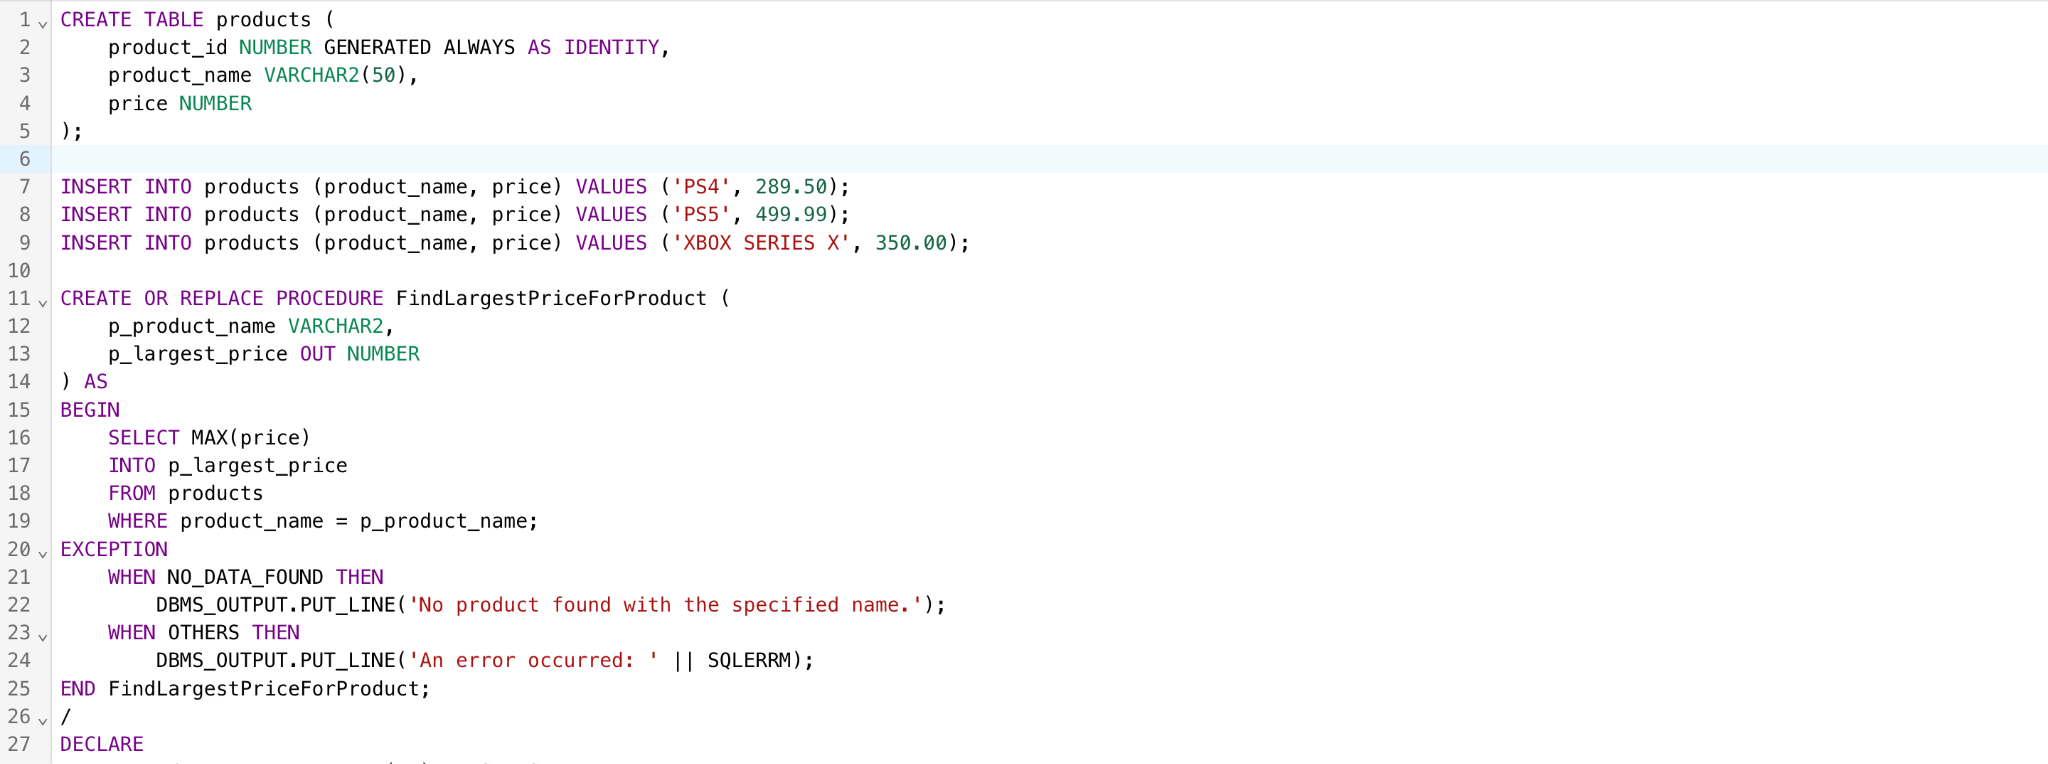 1 CREATE TABLE products (
2     product_id NUMBER GENERATED ALWAYS AS IDENTITY,
3     product_name VARCHAR2(50),
4     price NUMBER
5 );
6
7 INSERT INTO products (product_name, price) VALUES ('PS4', 289.50);
8 INSERT INTO products (product_name, price) VALUES ('PS5', 499.99);
9 INSERT INTO products (product_name, price) VALUES ('XBOX SERIES X', 350.00);
10
11 CREATE OR REPLACE PROCEDURE FindLargestPriceForProduct (
12     p_product_name VARCHAR2,
13     p_largest_price OUT NUMBER
14 ) AS
15 BEGIN
16     SELECT MAX(price)
17     INTO p_largest_price
18     FROM products
19     WHERE product_name = p_product_name;
20 EXCEPTION
21     WHEN NO_DATA_FOUND THEN
22         DBMS_OUTPUT.PUT_LINE('No product found with the specified name.');
23     WHEN OTHERS THEN
24         DBMS_OUTPUT.PUT_LINE('An error occurred: ' || SQLERRM);
25 END FindLargestPriceForProduct;
26 /
27 DECLARE